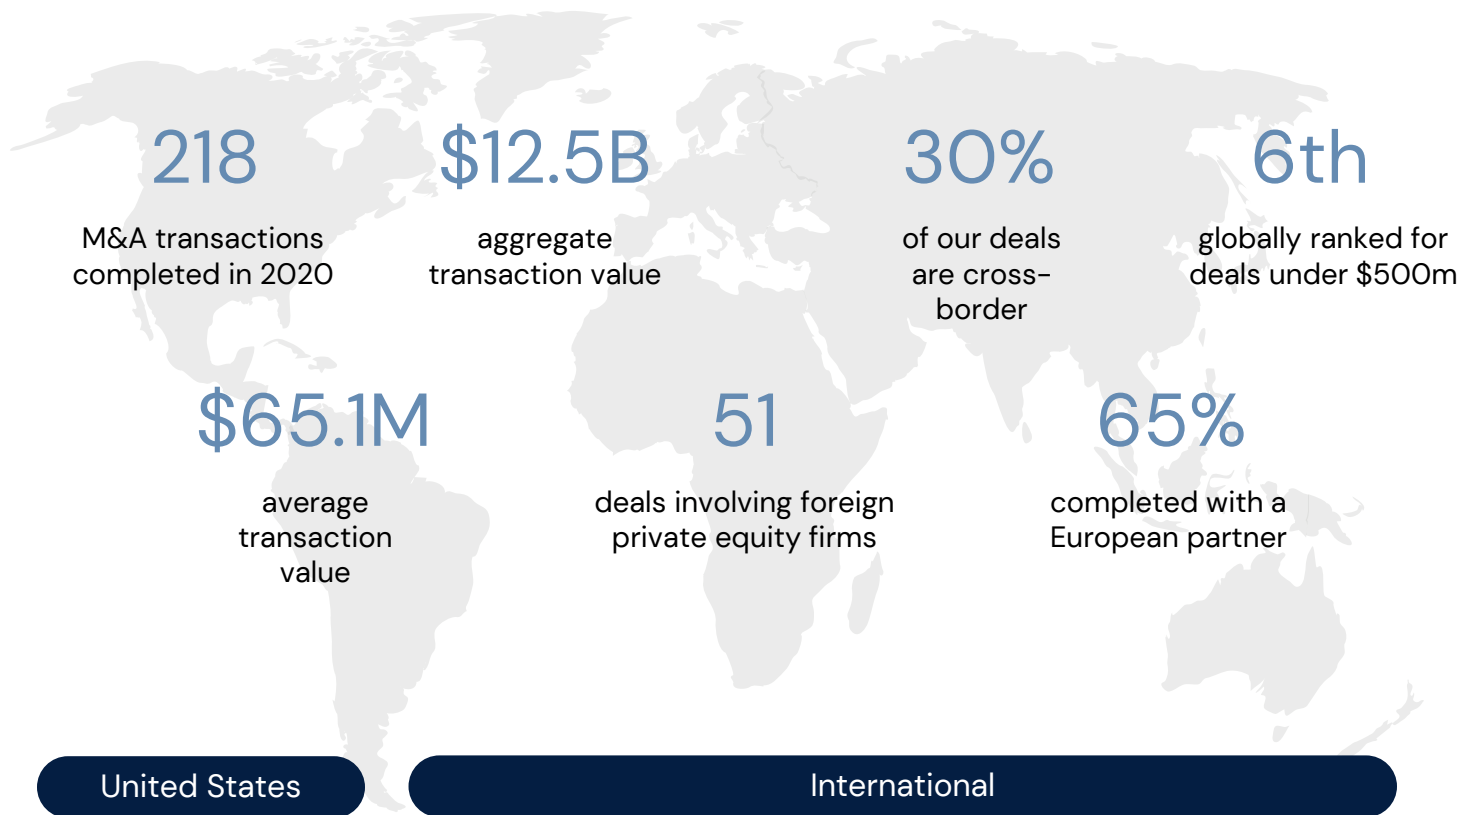 218
M&A transactions
completed in 2020
$12.5B
aggregate
transaction value
30%
of our deals
are cross-
border
6th
globally ranked for
deals under $500m
$65.1M
average
transaction
value
51
deals involving foreign
private equity firms
65%
completed with a
European partner
United States
International